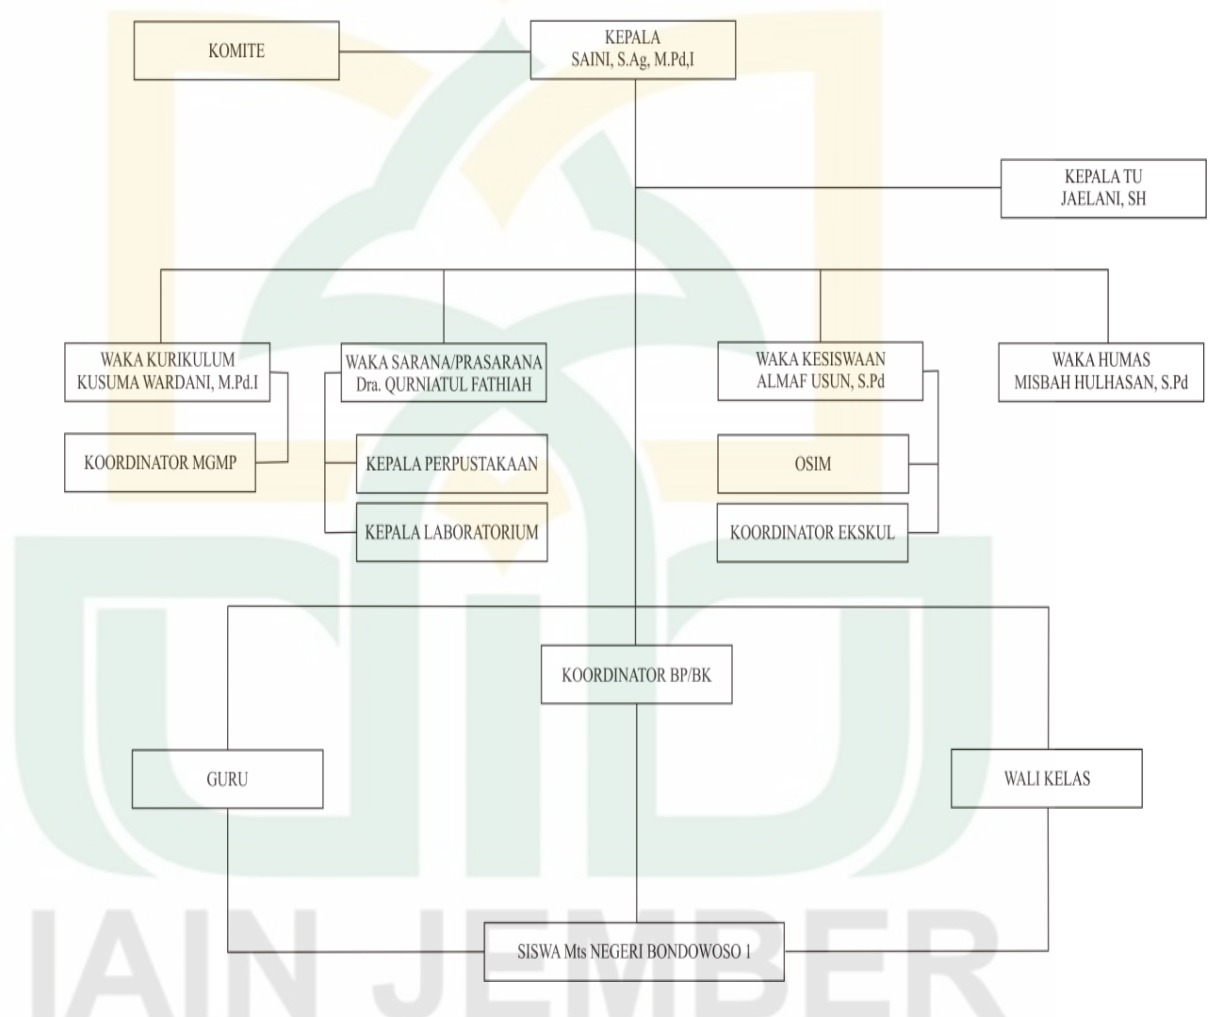 KOMITE
KEPALA
SAINI, S.Ag, M.Pd,I
KEPALA TU
JAELANI, SH
WAKA KURIKULUM
KUSUMA WARDANI, M.Pd.I
WAKA SARANA/PRASARANA
Dra. QURNIATUL FATHIAH
WAKA KESISWAAN
ALMAF USUN, S.Pd
WAKA HUMAS
MISBAH HULHASAN, S.Pd
KOORDINATOR MGMP
KEPALA PERPUSTAKAAN
OSIM
KEPALA LABORATORIUM
KOORDINATOR EKSKUL
KOORDINATOR BP/BK
GURU
WALI KELAS
SISWA Mts NEGERI BONDOWOSO 1
IAIN JEMBER